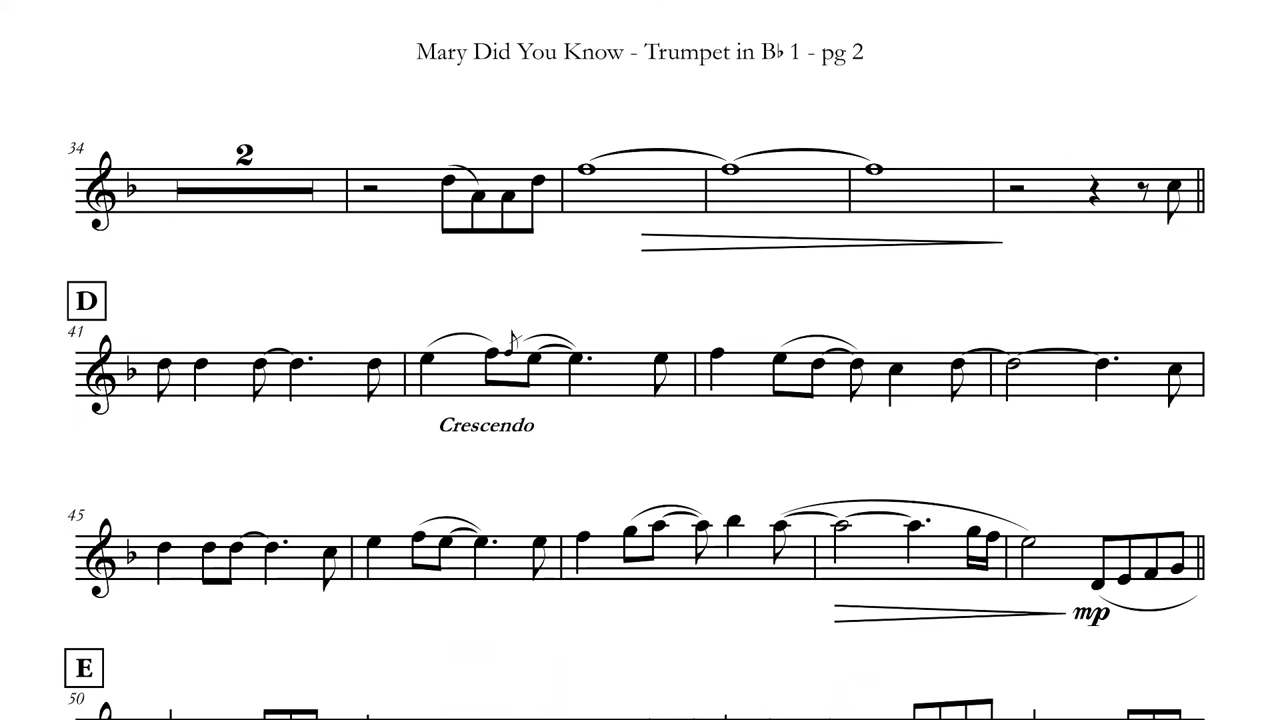 Mary Did You Know - Trumpet in B♭ 1 - pg 2
34
2
D
41
Crescendo
45
mp
E
50